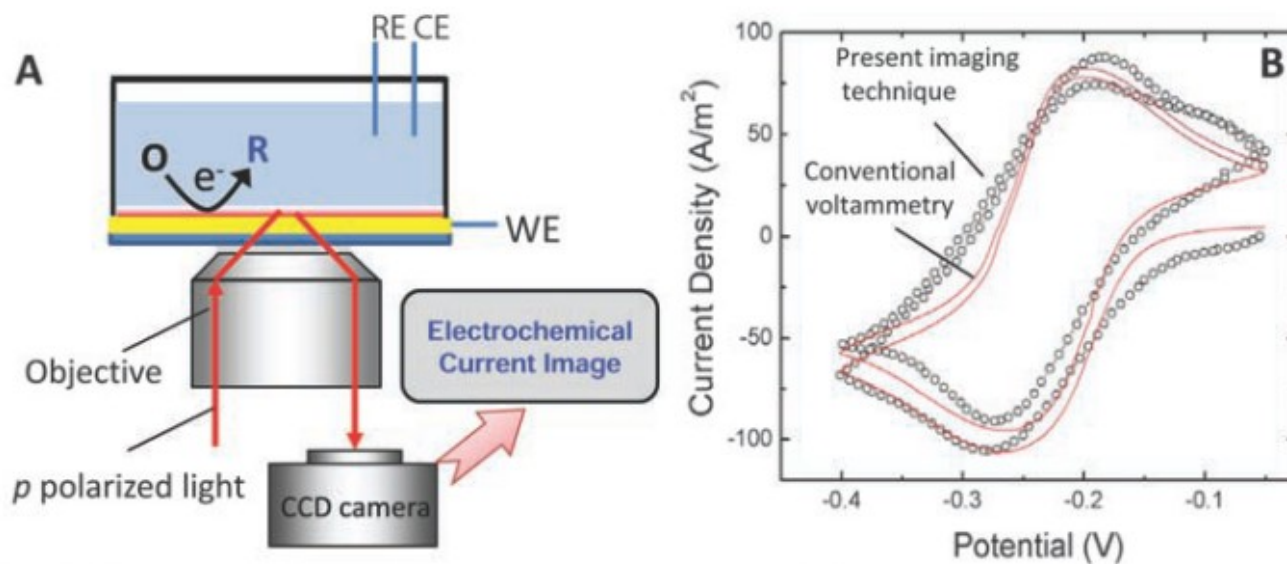 A
RE CE
O
R
e-
WE
Objective
p polarized light
CCD camera
Electrochemical
Current Image
B
Present imaging
technique
Conventional
voltammetry
Current Density (A/m²)
100
50
0
-50
-100
-0.4 -0.3 -0.2 -0.1
Potential (V)